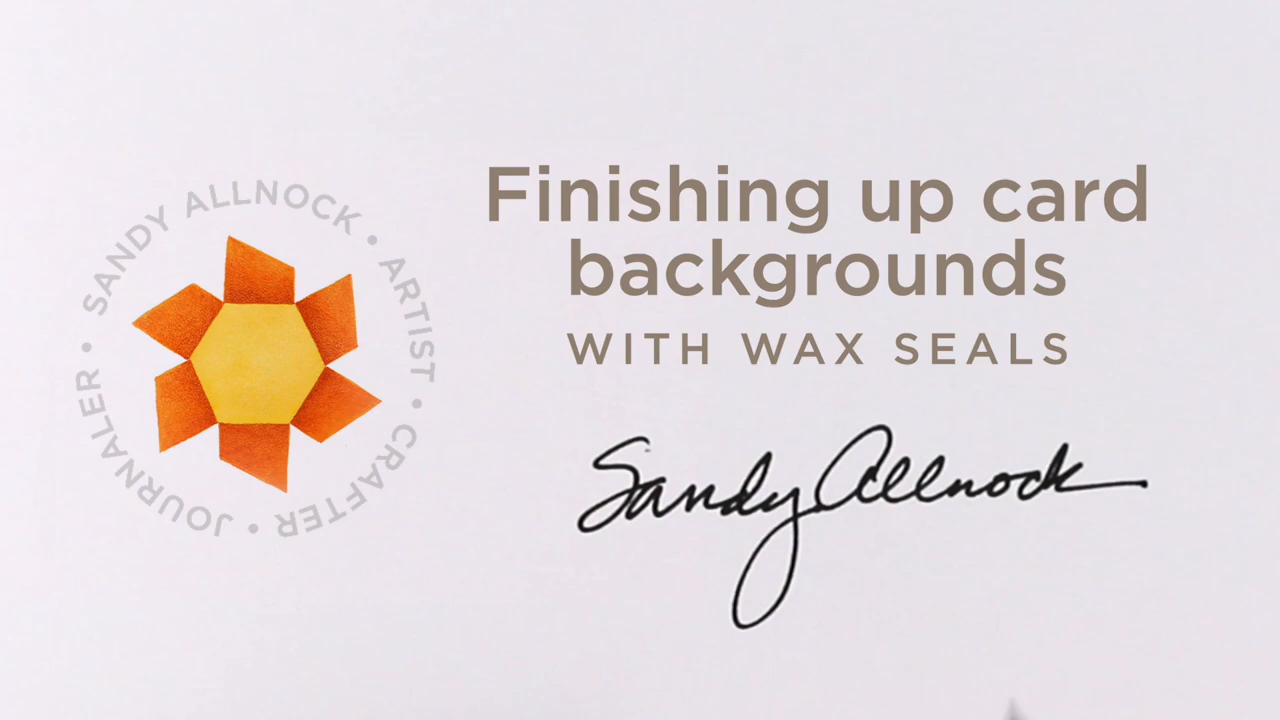 SANDY ALLNOCK • ARTIST • CRAFTER • JOURNALER •
Finishing up card
backgrounds
WITH WAX SEALS
Sandy Allnock